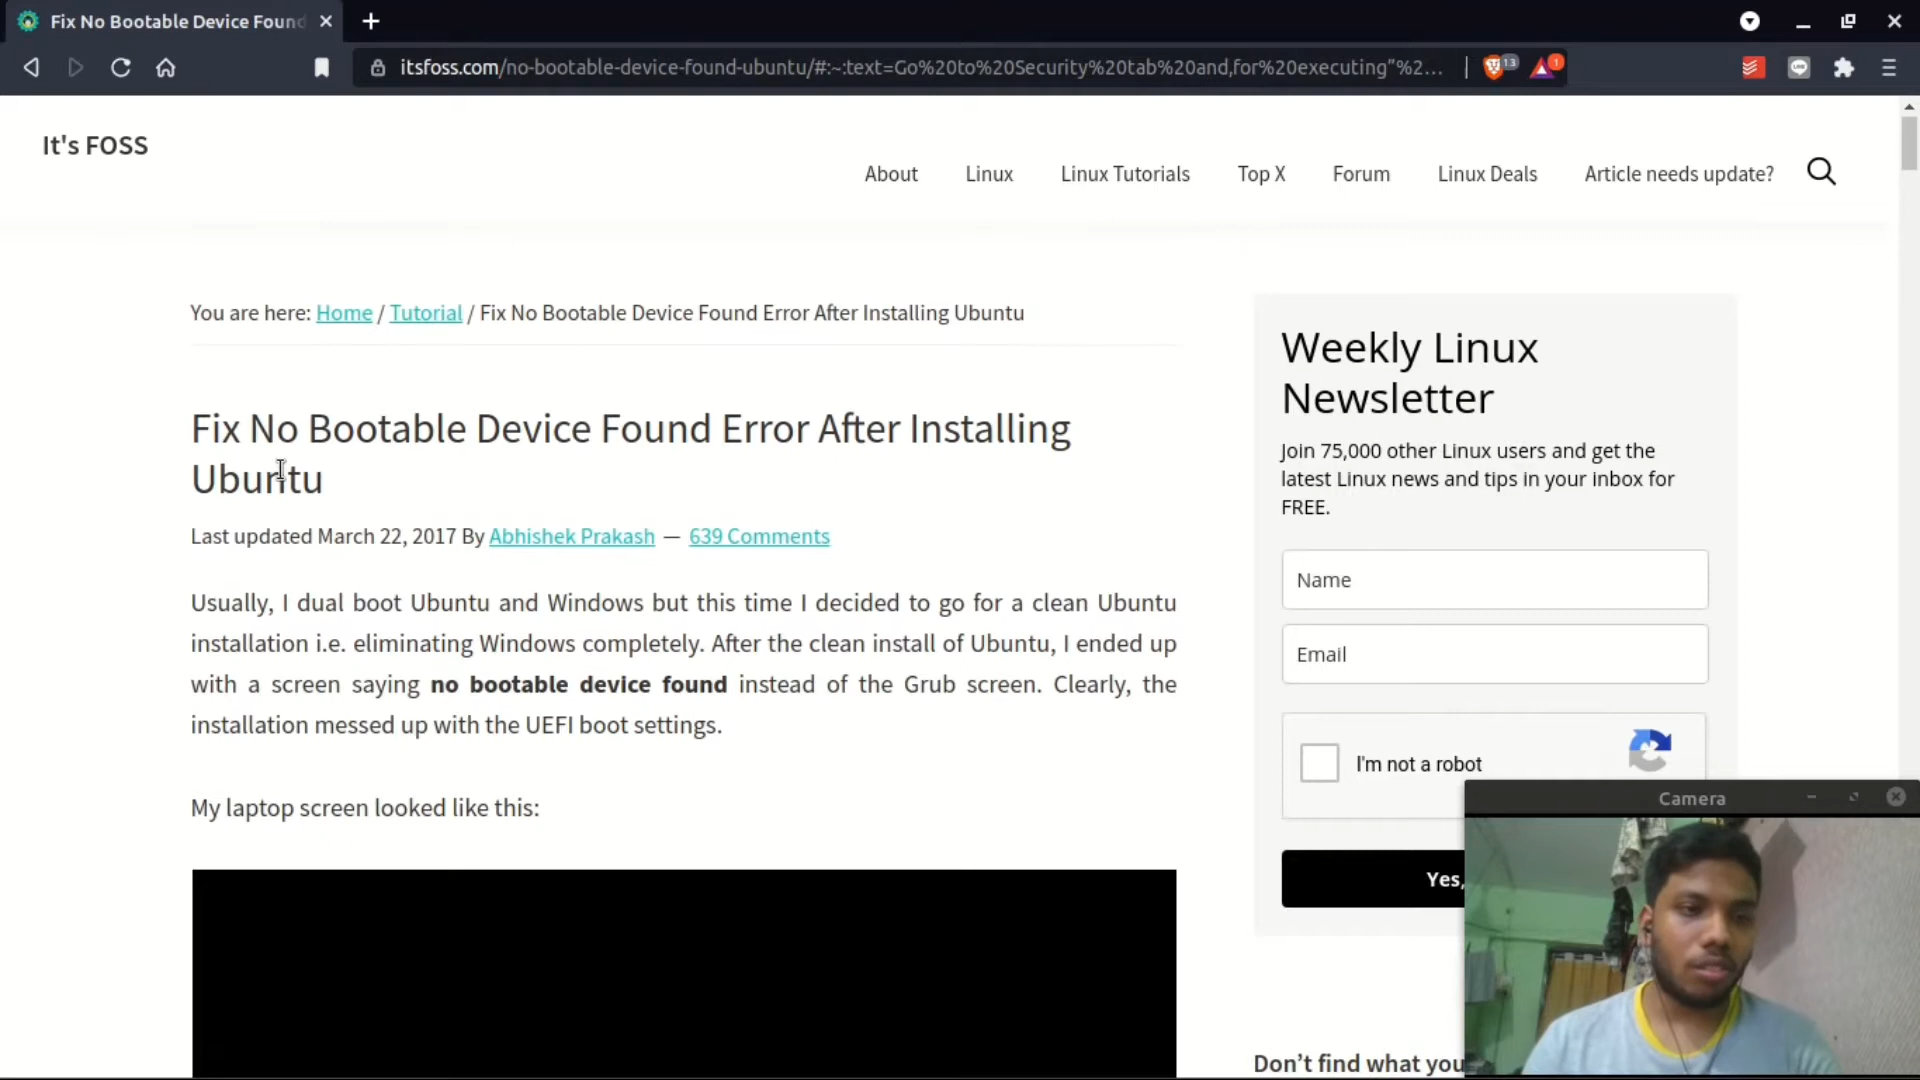 Fix No Bootable Device Found
itsfoss.com/no-bootable-device-found-ubuntu/#:~:text=Go%20to%20Security%20tab%20and,for%20executing"%2...
13
1
It's FOSS
About Linux Linux Tutorials Top X Forum Linux Deals Article needs update?
You are here: Home / Tutorial / Fix No Bootable Device Found Error After Installing Ubuntu
Fix No Bootable Device Found Error After Installing
Ubuntu
Last updated March 22, 2017 By Abhishek Prakash — 639 Comments
Usually, I dual boot Ubuntu and Windows but this time I decided to go for a clean Ubuntu
installation i.e. eliminating Windows completely. After the clean install of Ubuntu, I ended up
with a screen saying no bootable device found instead of the Grub screen. Clearly, the
installation messed up with the UEFI boot settings.
My laptop screen looked like this:
Weekly Linux
Newsletter
Join 75,000 other Linux users and get the
latest Linux news and tips in your inbox for
FREE.
Name
Email
I'm not a robot
Yes,
Don't find what you
Camera